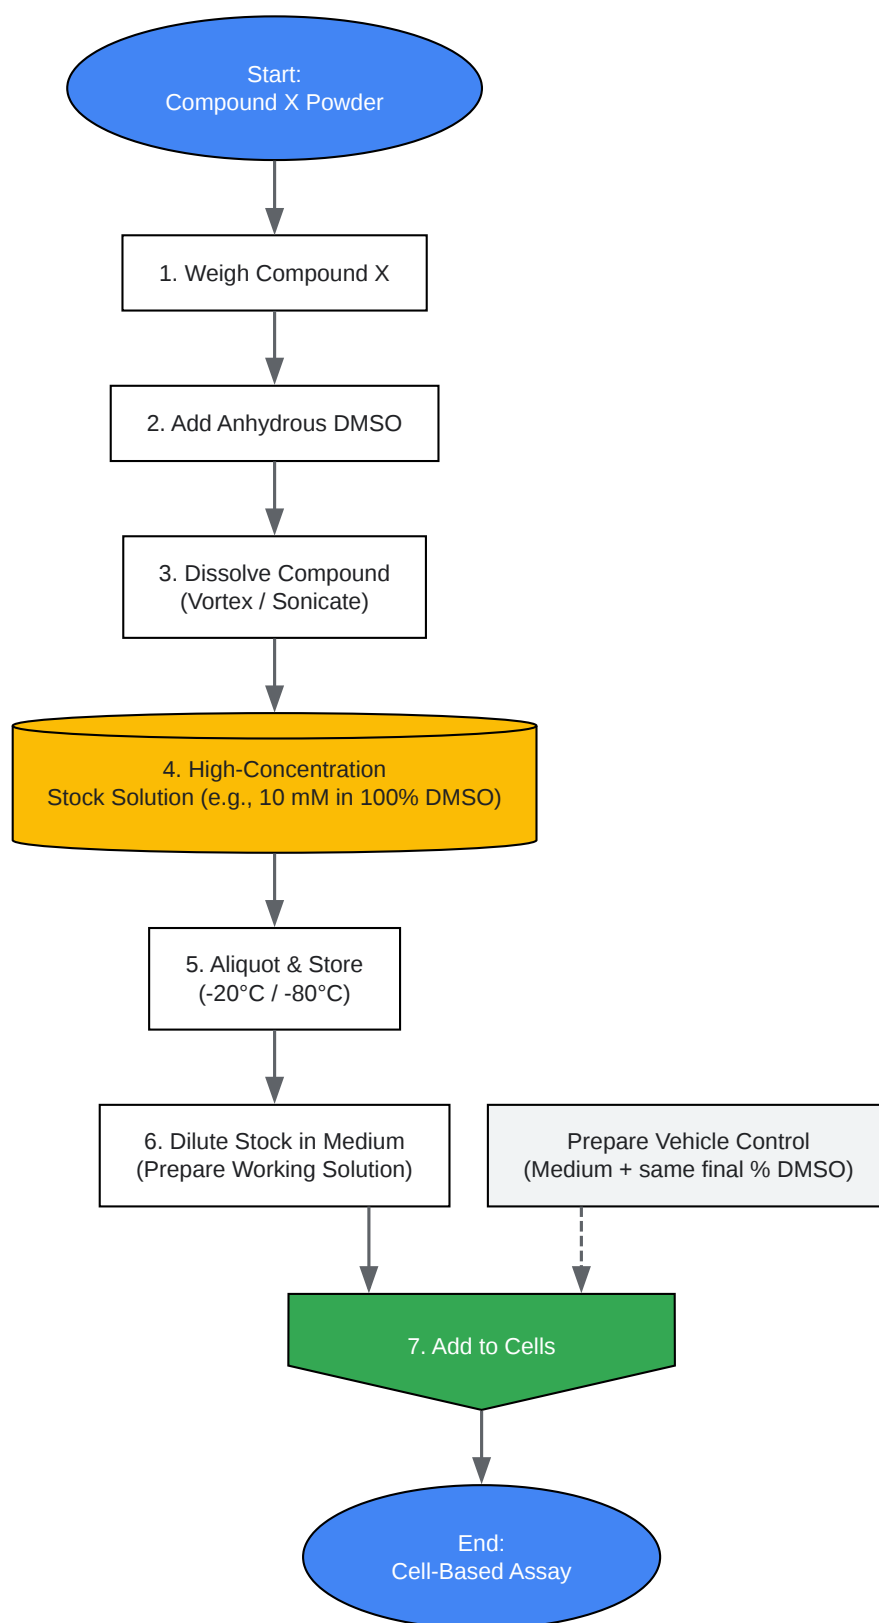 Start:
Compound X Powder
1. Weigh Compound X
2. Add Anhydrous DMSO
3. Dissolve Compound
(Vortex / Sonicate)
4. High-Concentration
Stock Solution (e.g., 10 mM in 100% DMSO)
5. Aliquot & Store
(-20°C / -80°C)
6. Dilute Stock in Medium
(Prepare Working Solution)
Prepare Vehicle Control
(Medium + same final % DMSO)
7. Add to Cells
End:
Cell-Based Assay